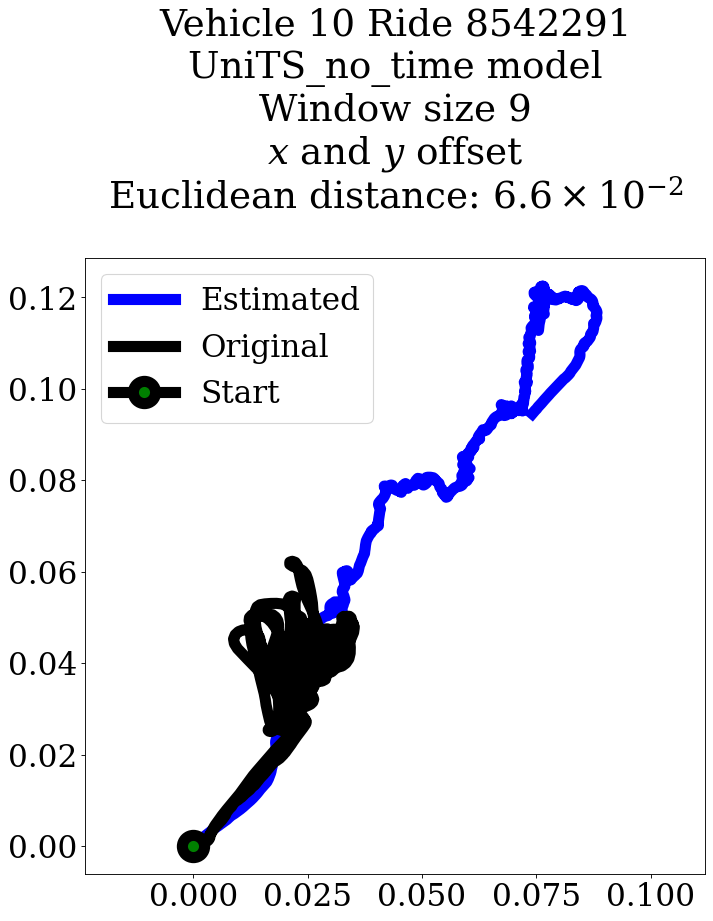 Vehicle 10 Ride 8542291
UniTS_no_time model
Window size 9
x and y offset
Euclidean distance: 6.6 × 10⁻²
Estimated
Original
Start
0.12
0.10
0.08
0.06
0.04
0.02
0.00
0.000 0.025 0.050 0.075 0.100